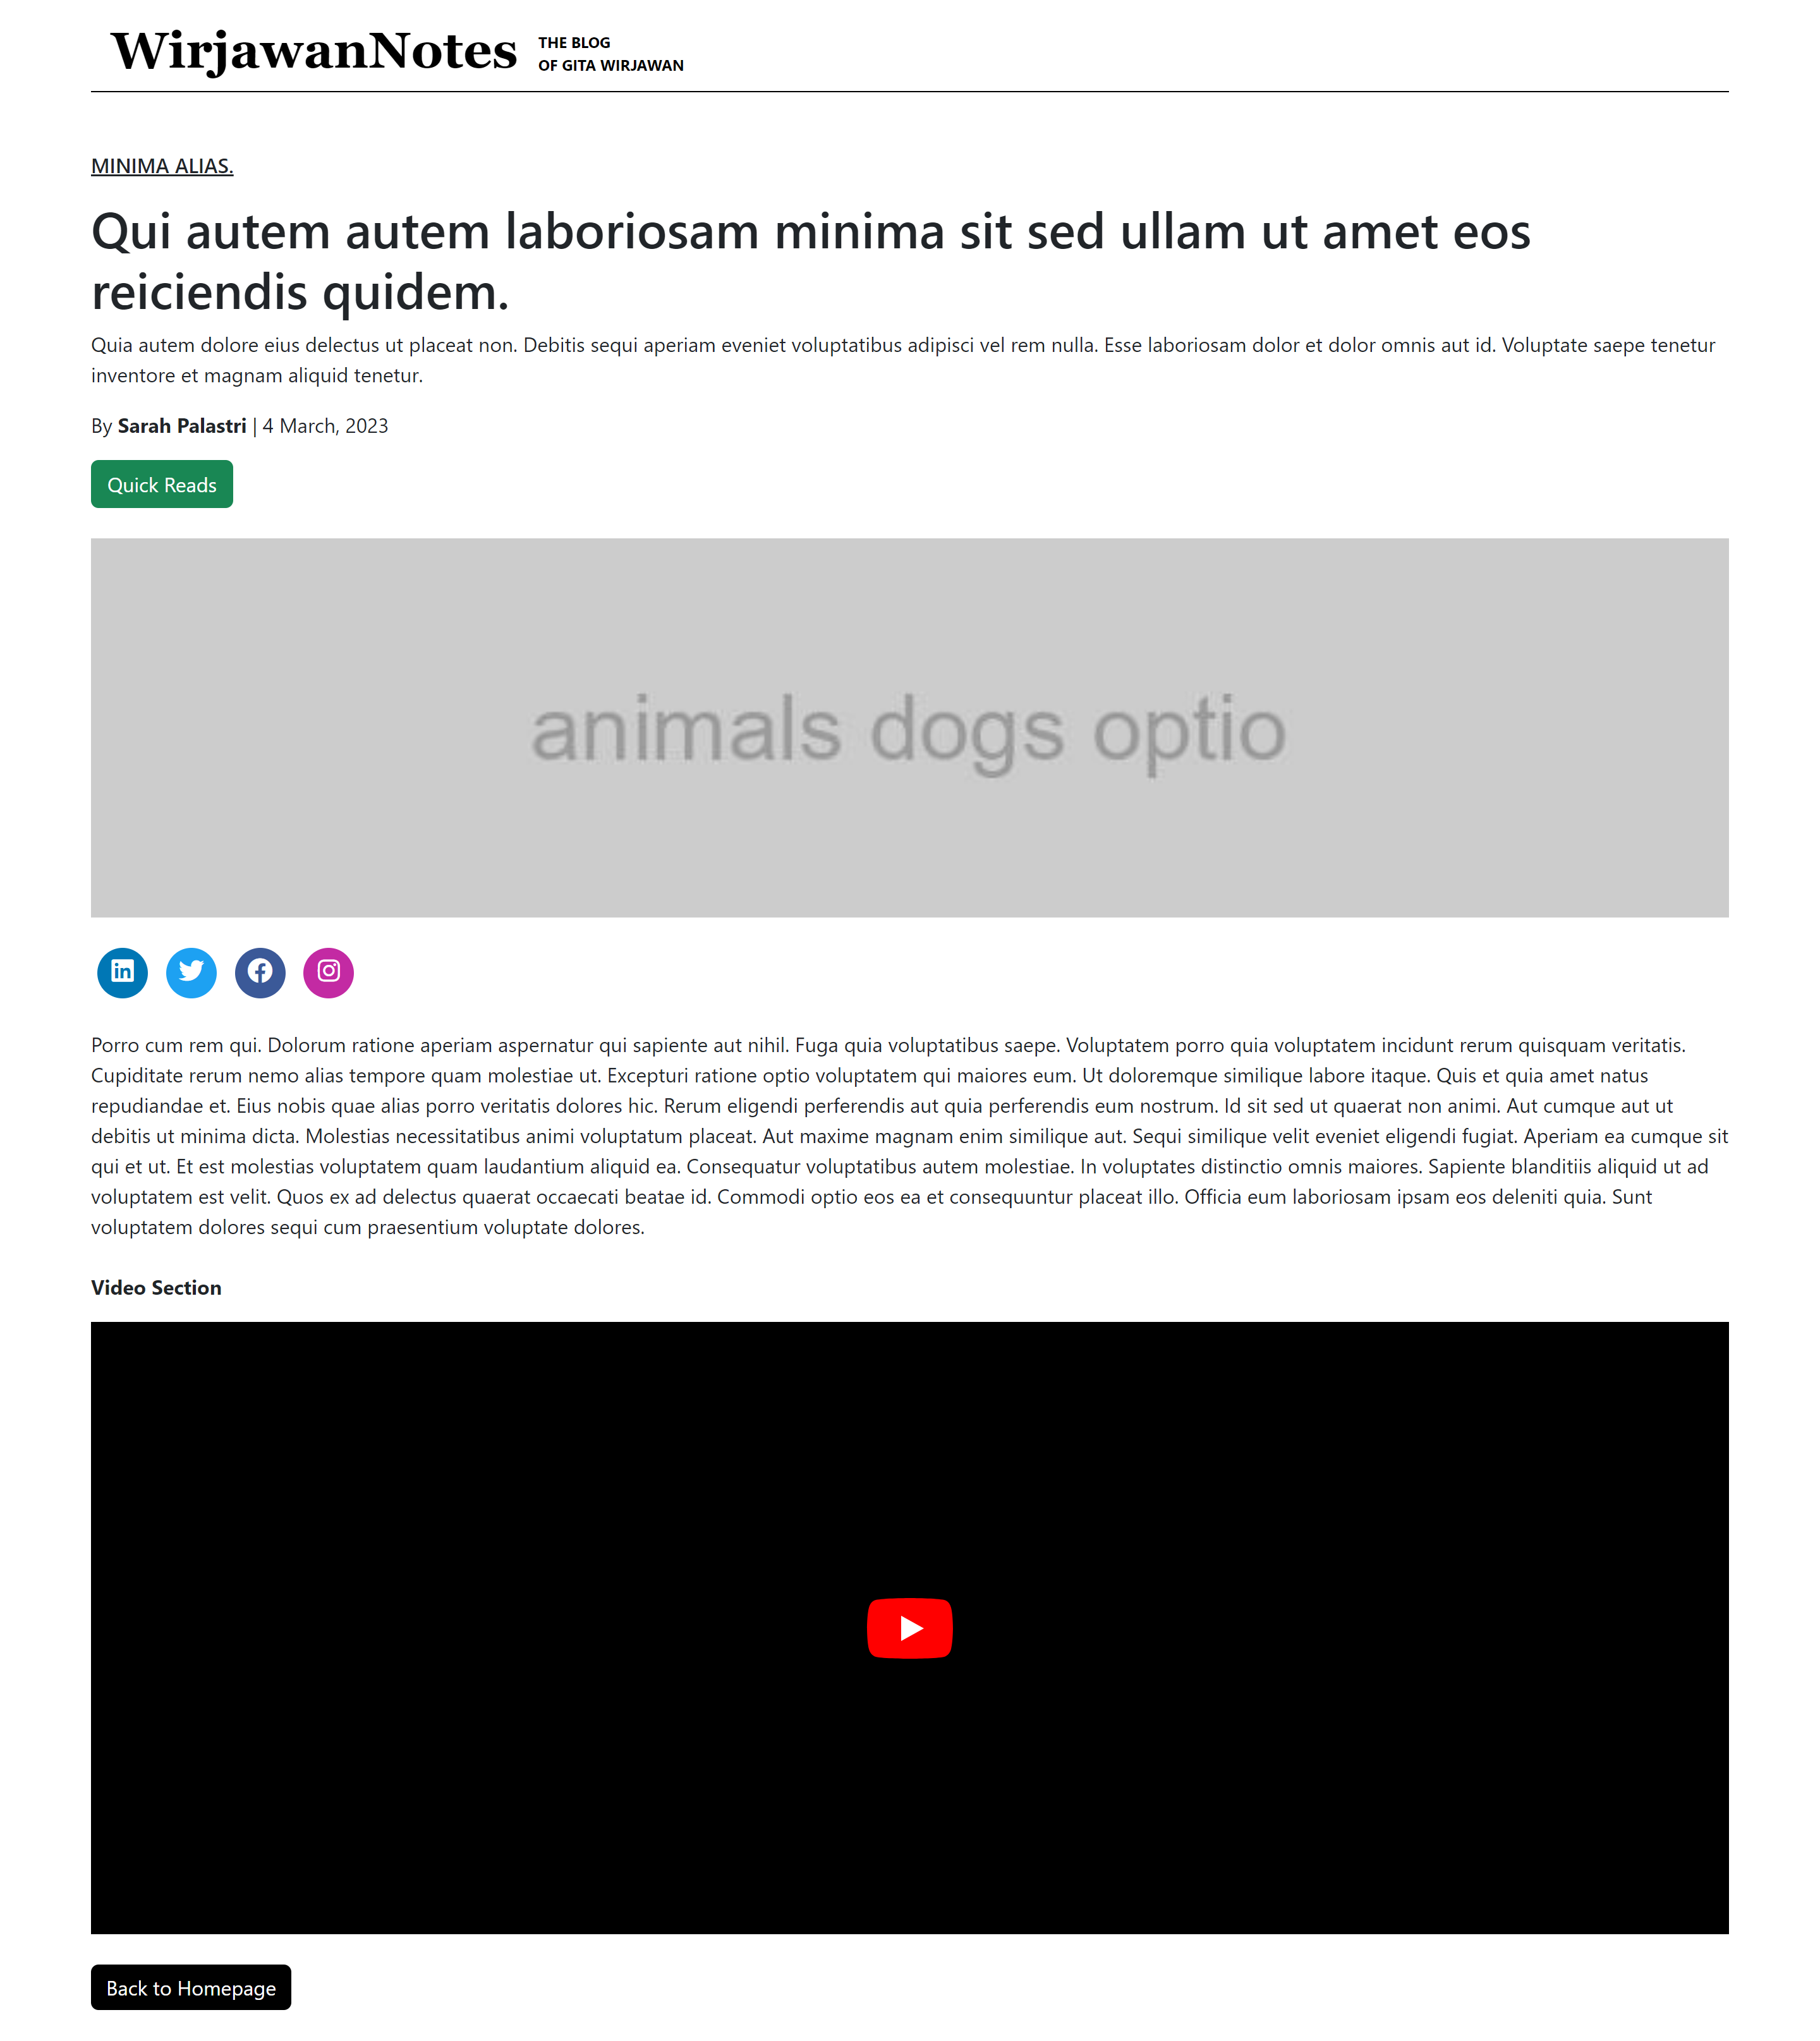 WirjawanNotes
THE BLOG
OF GITA WIRJAWAN
MINIMA ALIAS.
Qui autem autem laboriosam minima sit sed ullam ut amet eos
reiciendis quidem.
Quia autem dolore eius delectus ut placeat non. Debitis sequi aperiam eveniet voluptatibus adipisci vel rem nulla. Esse laboriosam dolor et dolor omnis aut id. Voluptate saepe tenetur
inventore et magnam aliquid tenetur.
By Sarah Palastri | 4 March, 2023
Quick Reads
animals dogs optio
Porro cum rem qui. Dolorum ratione aperiam aspernatur qui sapiente aut nihil. Fuga quia voluptatibus saepe. Voluptatem porro quia voluptatem incidunt rerum quisquam veritatis.
Cupiditate rerum nemo alias tempore quam molestiae ut. Excepturi ratione optio voluptatem qui maiores eum. Ut doloremque similique labore itaque. Quis et quia amet natus
repudiandae et. Eius nobis quae alias porro veritatis dolores hic. Rerum eligendi perferendis aut quia perferendis eum nostrum. Id sit sed ut quaerat non animi. Aut cumque aut ut
debitis ut minima dicta. Molestias necessitatibus animi voluptatum placeat. Aut maxime magnam enim similique aut. Sequi similique velit eveniet eligendi fugiat. Aperiam ea cumque sit
qui et ut. Et est molestias voluptatem quam laudantium aliquid ea. Consequatur voluptatibus autem molestiae. In voluptates distinctio omnis maiores. Sapiente blanditiis aliquid ut ad
voluptatem est velit. Quos ex ad delectus quaerat occaecati beatae id. Commodi optio eos ea et consequuntur placeat illo. Officia eum laboriosam ipsam eos deleniti quia. Sunt
voluptatem dolores sequi cum praesentium voluptate dolores.
Video Section
Back to Homepage